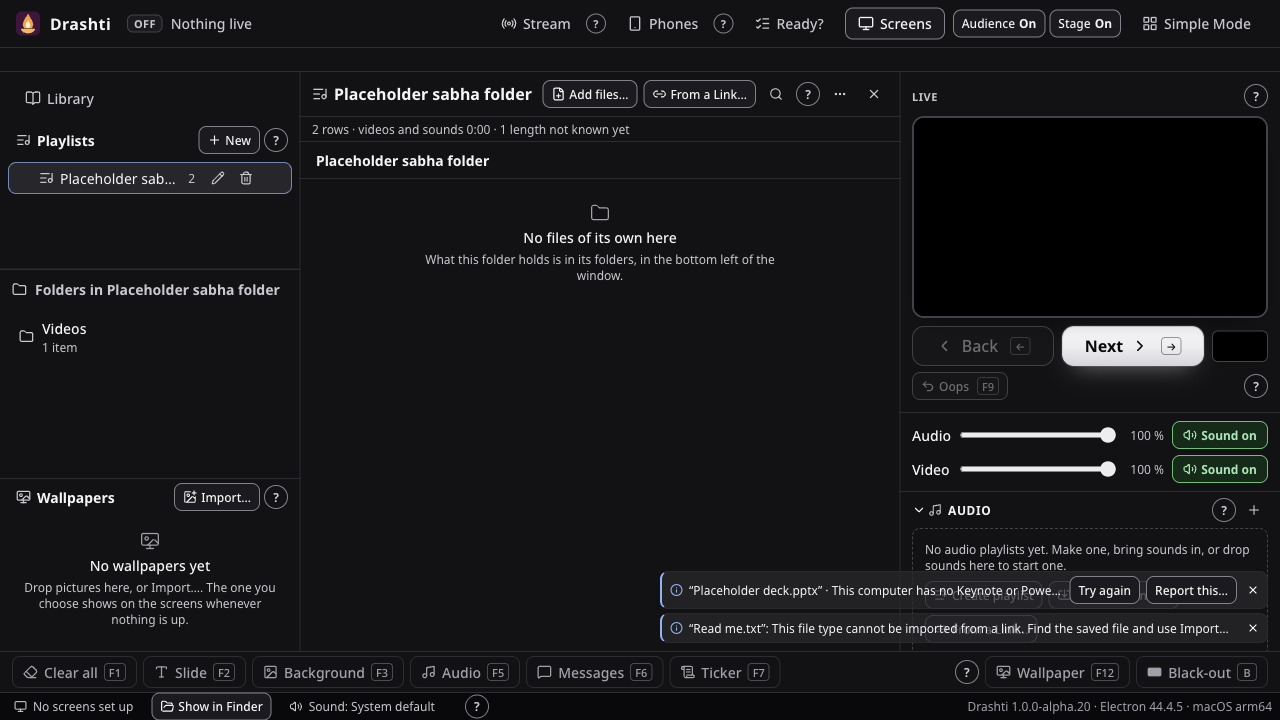 Drashti OFF Nothing live Stream ? Phones ? Ready? Screens Audience On Stage On Simple Mode
Library
Playlists New ?
Placeholder sab... 2
Folders in Placeholder sabha folder
Videos
1 item
Wallpapers Import... ?
No wallpapers yet
Drop pictures here, or Import.... The one you
choose shows on the screens whenever
nothing is up.
Placeholder sabha folder Add files... From a Link... ?
2 rows · videos and sounds 0:00 · 1 length not known yet
Placeholder sabha folder
No files of its own here
What this folder holds is in its folders, in the bottom left of the
window.
LIVE ?
Back Next
Oops F9 ?
Audio 100 % Sound on
Video 100 % Sound on
AUDIO ?
No audio playlists yet. Make one, bring sounds in, or drop
sounds here to start one.
“Placeholder deck.pptx” · This computer has no Keynote or Powe... Try again Report this...
“Read me.txt”: This file type cannot be imported from a link. Find the saved file and use Import...
Clear all F1 Slide F2 Background F3 Audio F5 Messages F6 Ticker F7 ? Wallpaper F12 Black-out B
No screens set up Show in Finder Sound: System default ? Drashti 1.0.0-alpha.20 · Electron 44.4.5 · macOS arm64